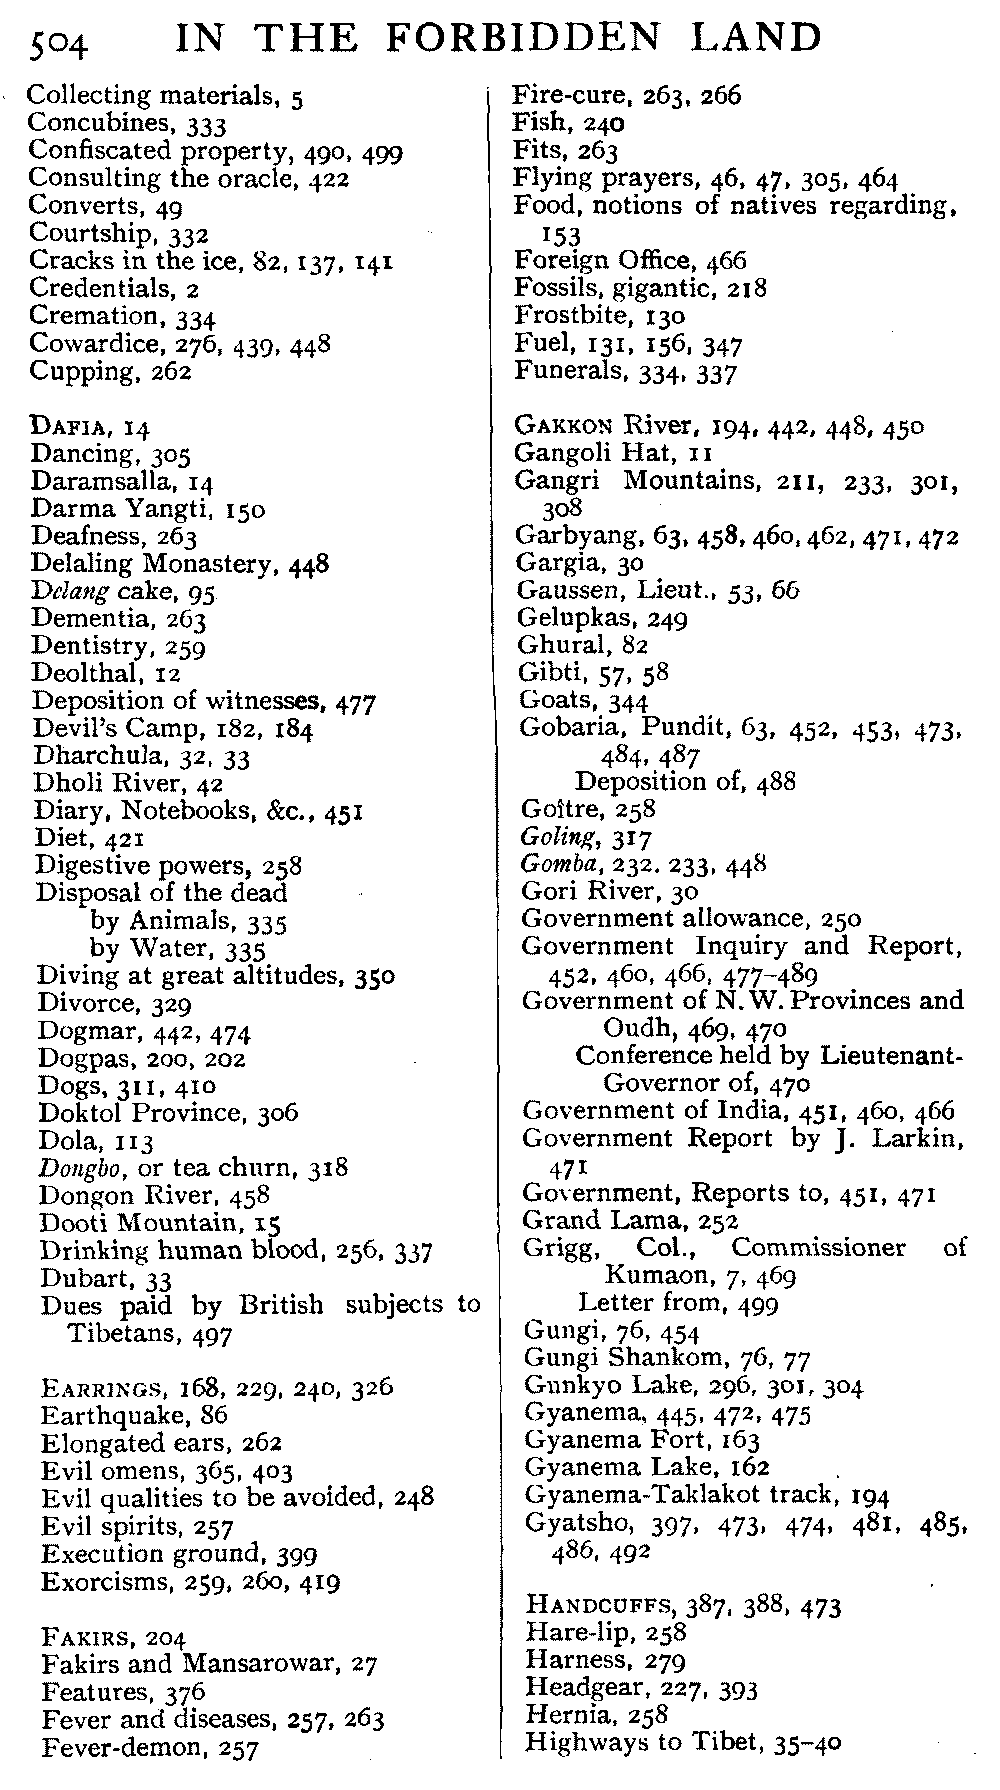 504 IN THE FORBIDDEN LAND
Collecting materials, 5
Concubines, 333
Confiscated property, 490, 499
Consulting the oracle, 422
Converts, 49
Courtship, 332
Cracks in the ice, 82, 137, 141
Credentials, 2
Cremation, 334
Cowardice, 276, 439, 448
Cupping, 262
DAFIA, 14
Dancing, 305
Daramsalla, 14
Darma Yangti, 150
Deafness, 263
Delaling Monastery, 448
Delang cake, 95
Dementia, 263
Dentistry, 259
Deolthal, 12
Deposition of witnesses, 477
Devil's Camp, 182, 184
Dharchula, 32, 33
Dholi River, 42
Diary, Notebooks, &c., 451
Diet, 421
Digestive powers, 258
Disposal of the dead
by Animals, 335
by Water, 335
Diving at great altitudes, 350
Divorce, 329
Dogmar, 442, 474
Dogpas, 200, 202
Dogs, 311, 410
Doktol Province, 306
Dola, 113
Dongbo, or tea churn, 318
Dongon River, 458
Dooti Mountain, 15
Drinking human blood, 256, 337
Dubart, 33
Dues paid by British subjects to
Tibetans, 497
EARRINGS, 168, 229, 240, 326
Earthquake, 86
Elongated ears, 262
Evil omens, 365, 403
Evil qualities to be avoided, 248
Evil spirits, 257
Execution ground, 399
Exorcisms, 259, 260, 419
FAKIRS, 204
Fakirs and Mansarowar, 27
Features, 376
Fever and diseases, 257, 263
Fever-demon, 257
Fire-cure, 263, 266
Fish, 240
Fits, 263
Flying prayers, 46, 47, 305, 464
Food, notions of natives regarding,
153
Foreign Office, 466
Fossils, gigantic, 218
Frostbite, 130
Fuel, 131, 156, 347
Funerals, 334, 337
GAKKON River, 194, 442, 448, 450
Gangoli Hat, 11
Gangri Mountains, 211, 233, 301,
308
Garbyang, 63, 458, 460, 462, 471, 472
Gargia, 30
Gaussen, Lieut., 53, 66
Gelupkas, 249
Ghural, 82
Gibti, 57, 58
Goats, 344
Gobaria, Pundit, 63, 452, 453, 473,
484, 487
Deposition of, 488
Goître, 258
Goling, 317
Gomba, 232, 233, 448
Gori River, 30
Government allowance, 250
Government Inquiry and Report,
452, 460, 466, 477–489
Government of N.W. Provinces and
Oudh, 469, 470
Conference held by Lieutenant-
Governor of, 470
Government of India, 451, 460, 466
Government Report by J. Larkin,
471
Government, Reports to, 451, 471
Grand Lama, 252
Grigg, Col., Commissioner of
Kumaon, 7, 469
Letter from, 499
Gungi, 76, 454
Gungi Shankom, 76, 77
Gunkyo Lake, 296, 301, 304
Gyanema, 445, 472, 475
Gyanema Fort, 163
Gyanema Lake, 162
Gyanema-Taklakot track, 194
Gyatsho, 397, 473, 474, 481, 485,
486, 492
HANDCUFFS, 387, 388, 473
Hare-lip, 258
Harness, 279
Headgear, 227, 393
Hernia, 258
Highways to Tibet, 35–40